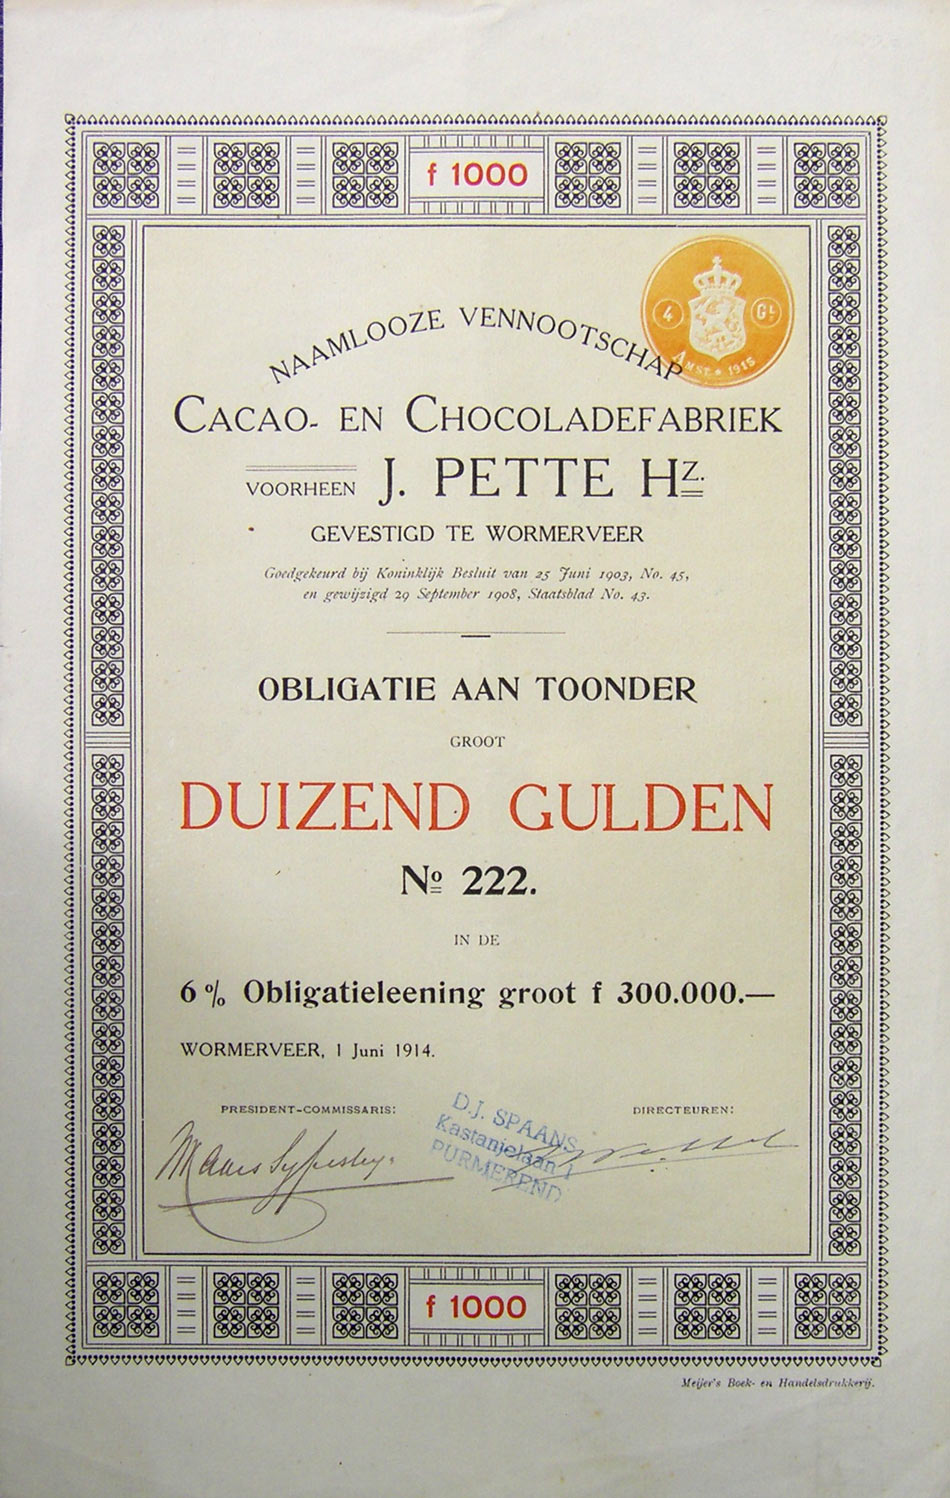 f 1000
4 GL
AMST. * 1915
NAAMLOOZE VENNOOTSCHAP
CACAO- EN CHOCOLADEFABRIEK
VOORHEEN J. PETTE HZ.
GEVESTIGD TE WORMERVEER
Goedgekeurd bij Koninklijk Besluit van 25 Juni 1903, No. 45,
en gewijzigd 29 September 1908, Staatsblad No. 43.
OBLIGATIE AAN TOONDER
GROOT
DUIZEND GULDEN
No 222.
IN DE
6% Obligatieleening groot f 300.000.—
WORMERVEER, 1 Juni 1914.
PRESIDENT-COMMISSARIS:
DIRECTEUREN:
D.J. SPAANS
Kastanjelaan 1
PURMEREND
f 1000
Meijer's Boek- en Handelsdrukkerij.